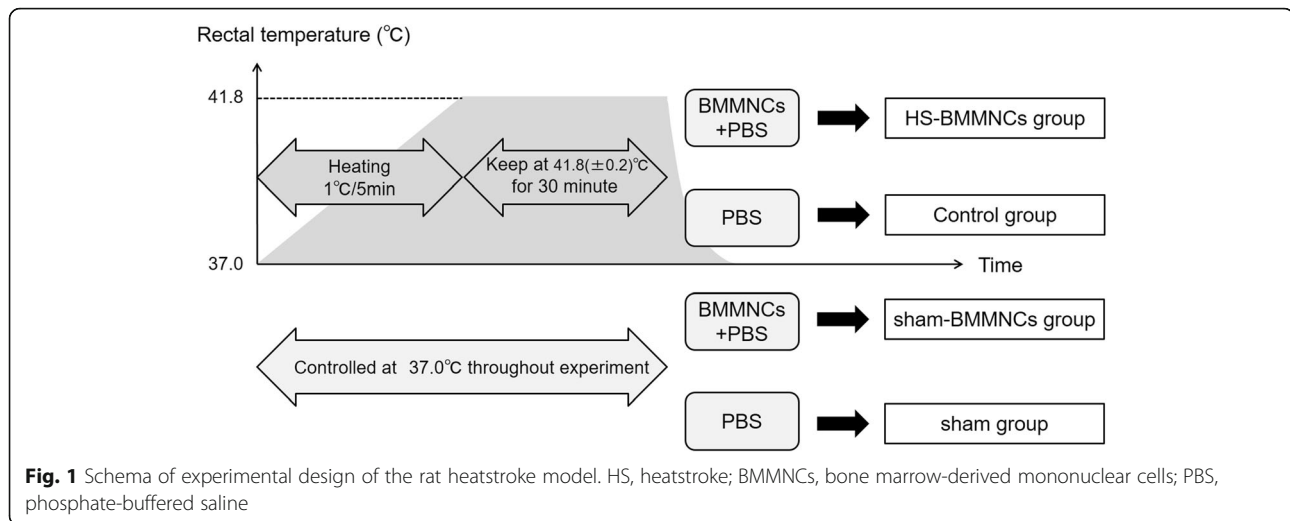 Rectal temperature (℃)
41.8
37.0
Heating
1℃/5min
Keep at 41.8(±0.2)℃
for 30 minute
BMMNCs
+PBS
HS-BMMNCs group
PBS
Control group
Time
Controlled at 37.0℃ throughout experiment
BMMNCs
+PBS
sham-BMMNCs group
PBS
sham group
Fig. 1 Schema of experimental design of the rat heatstroke model. HS, heatstroke; BMMNCs, bone marrow-derived mononuclear cells; PBS,
phosphate-buffered saline